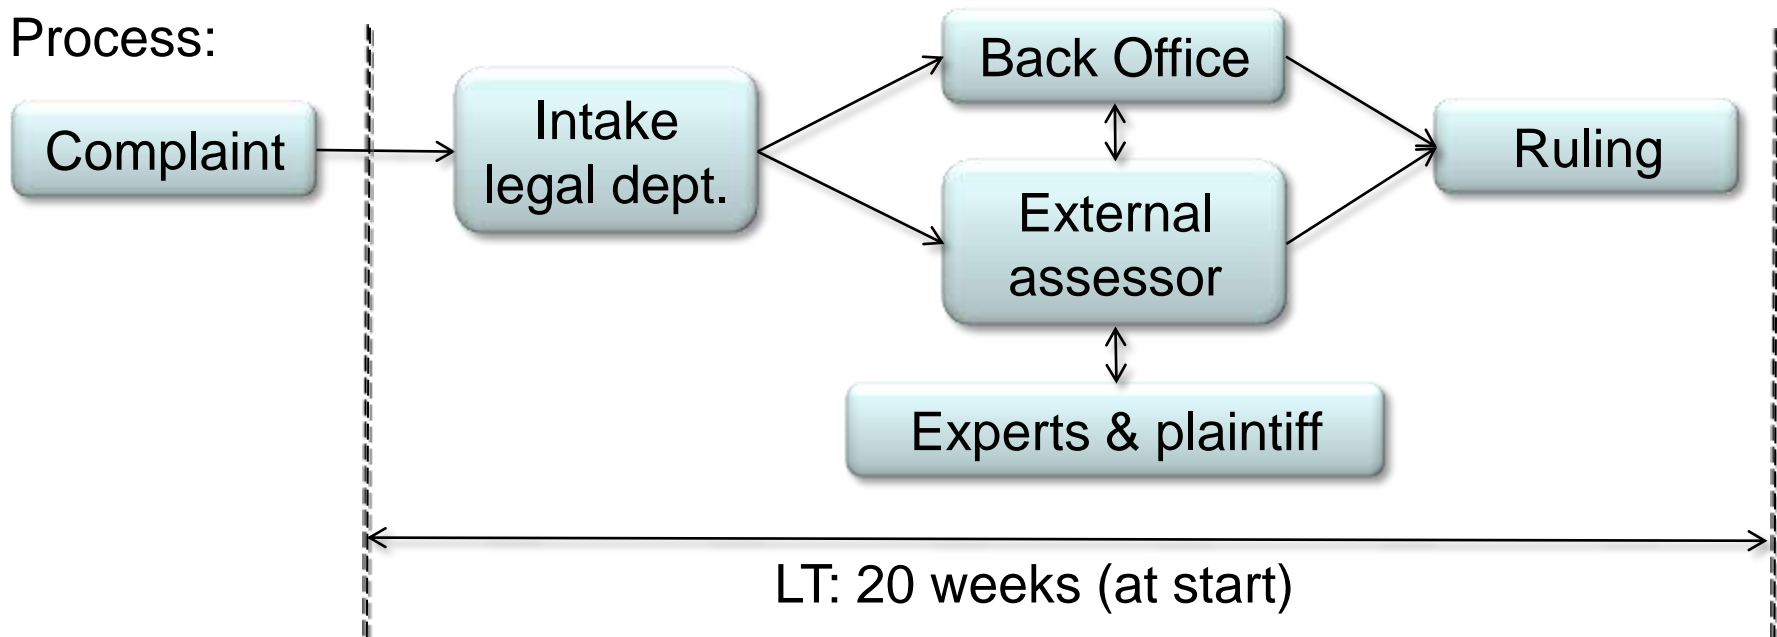 Process:
Complaint
Intake
legal dept.
Back Office
External
assessor
Experts & plaintiff
Ruling
LT: 20 weeks (at start)